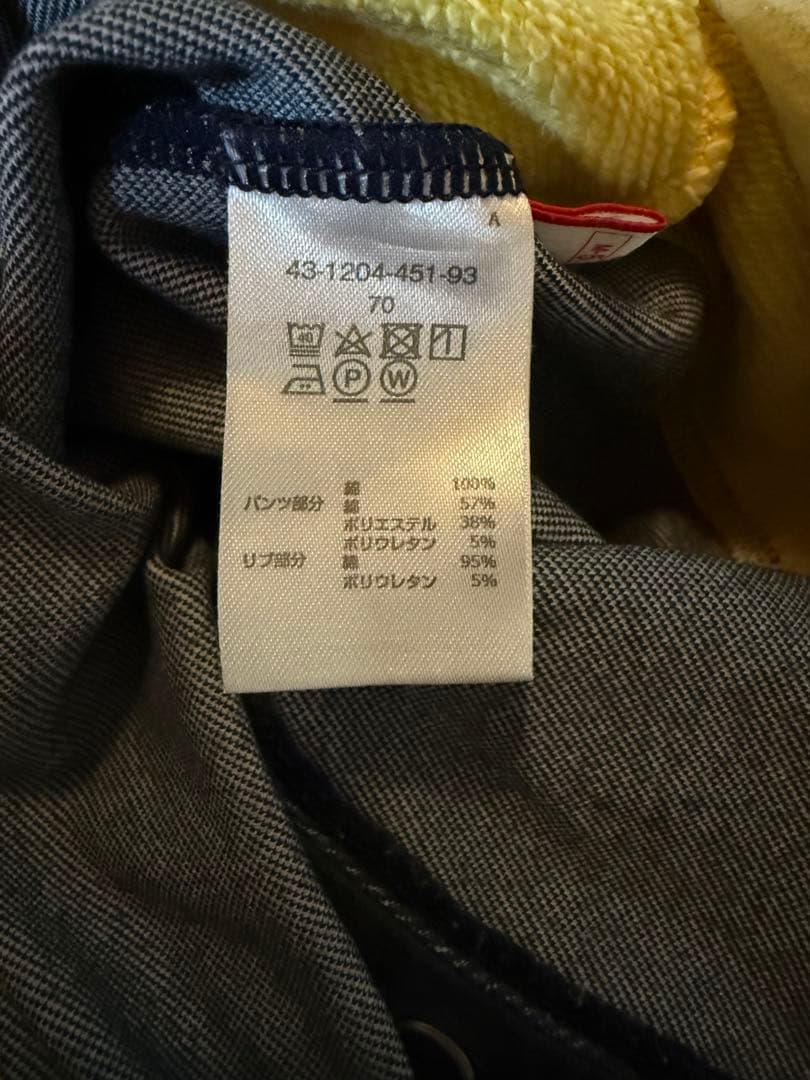 A
43-1204-451-93
70
40
P W
綿 100%
パンツ部分 綿 57%
ポリエステル 38%
ポリウレタン 5%
リブ部分 綿 95%
ポリウレタン 5%